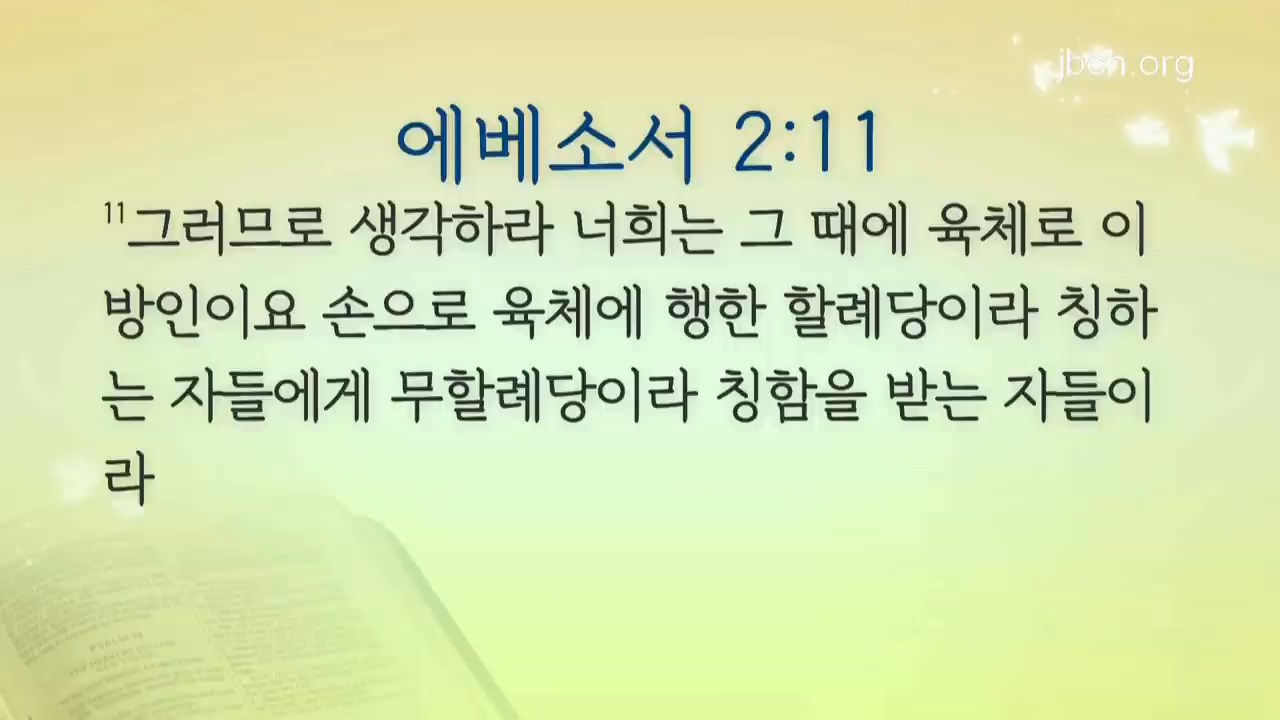 jbch.org
에베소서 2:11
11그러므로 생각하라 너희는 그 때에 육체로 이
방인이요 손으로 육체에 행한 할례당이라 칭하
는 자들에게 무할례당이라 칭함을 받는 자들이
라